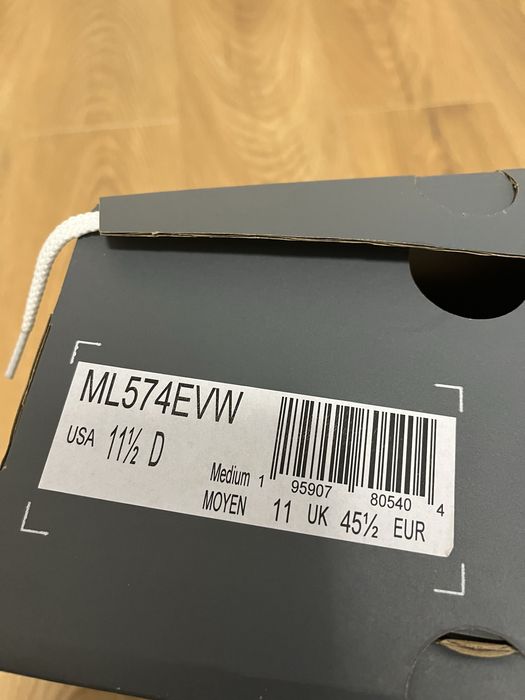 ML574EVW
USA 11½ D
Medium
MOYEN 11 UK 45½ EUR
1 95907 80540 4